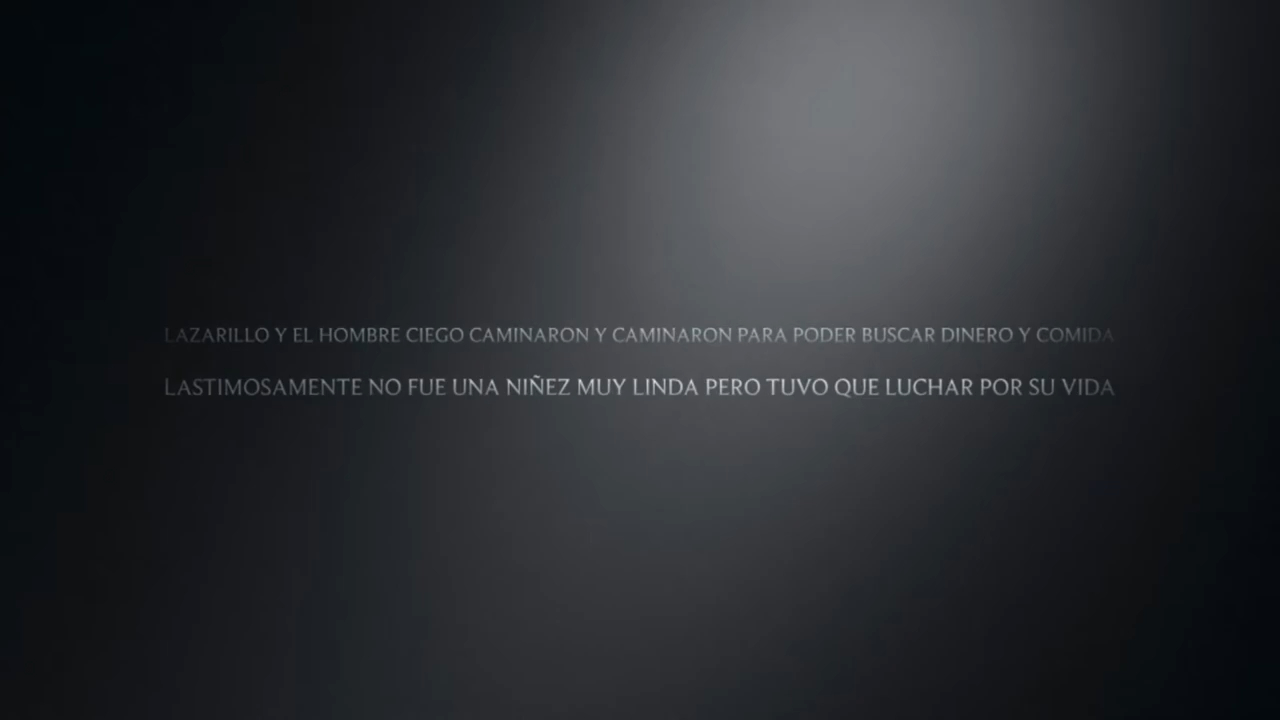 LAZARILLO Y EL HOMBRE CIEGO CAMINARON Y CAMINARON PARA PODER BUSCAR DINERO Y COMIDA
LASTIMOSAMENTE NO FUE UNA NIÑEZ MUY LINDA PERO TUVO QUE LUCHAR POR SU VIDA